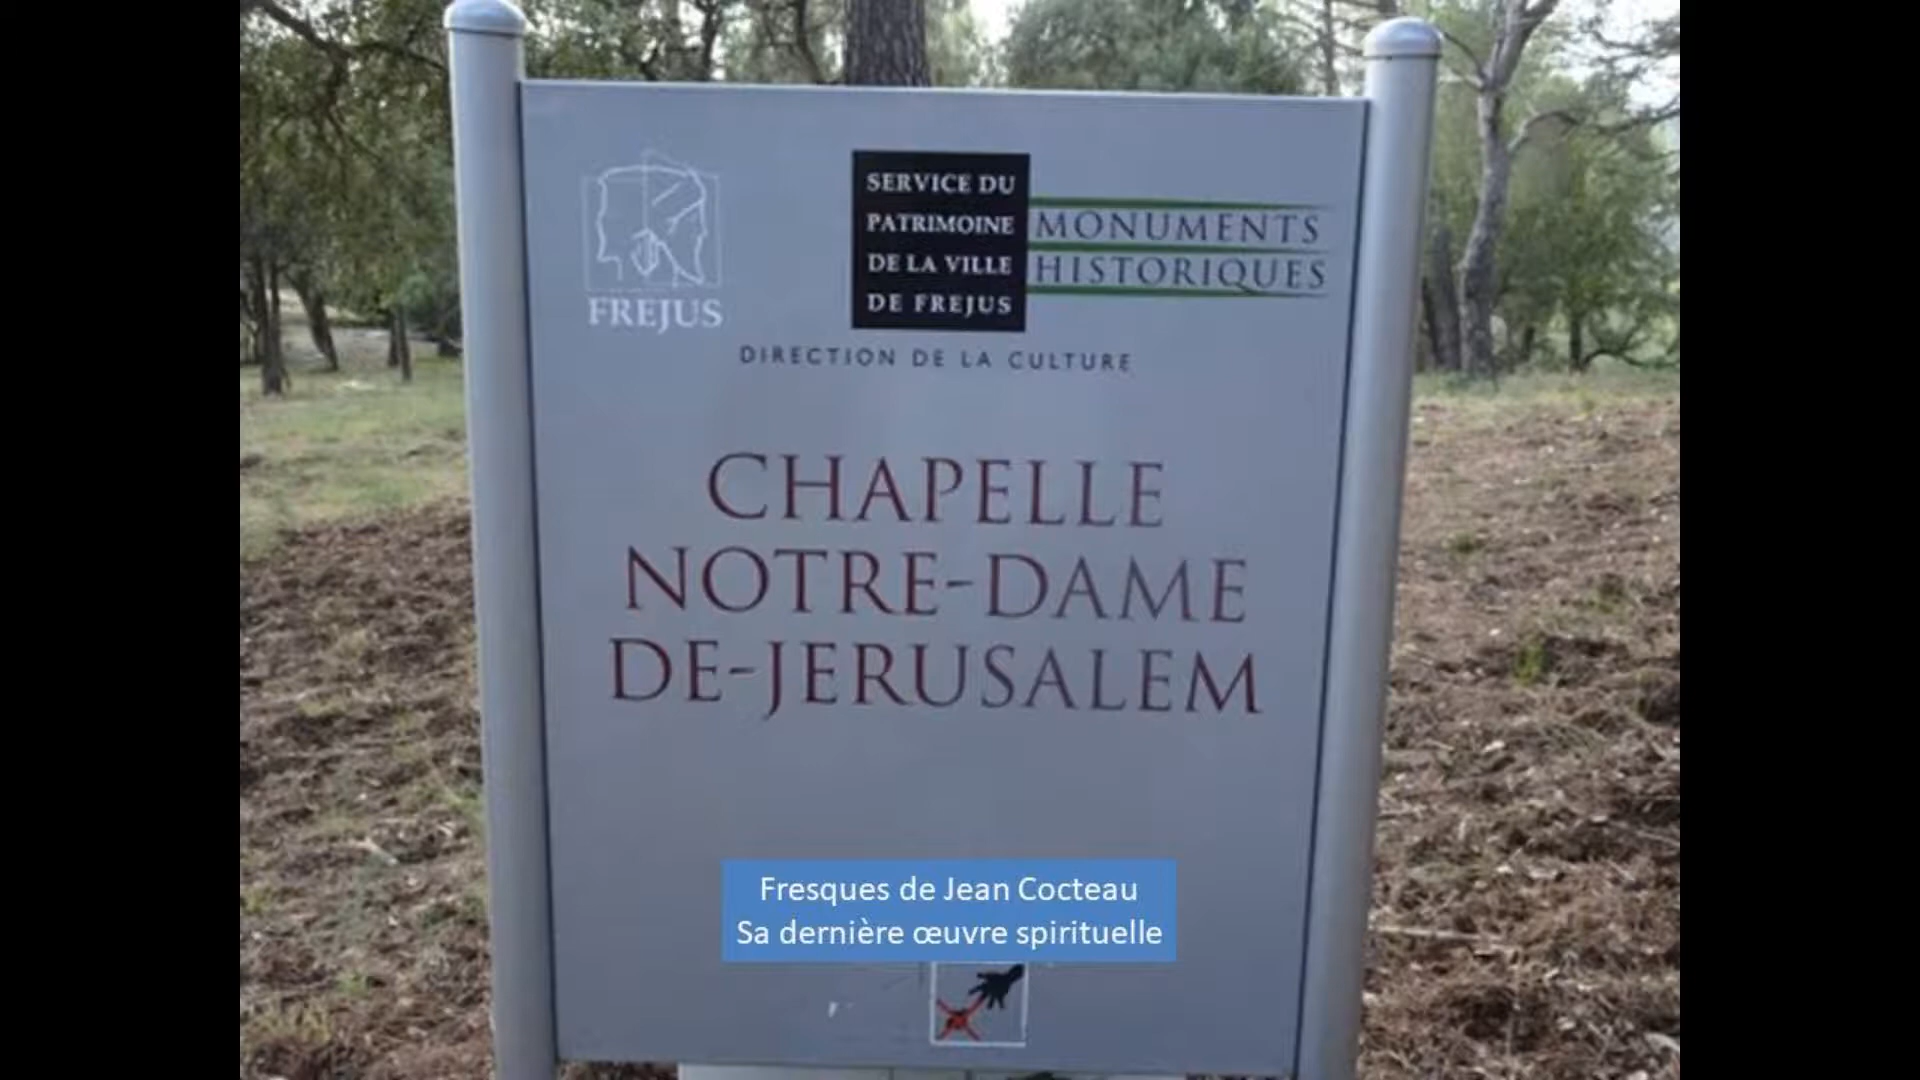 FREJUS
SERVICE DU
PATRIMOINE
DE LA VILLE
DE FREJUS
MONUMENTS
HISTORIQUES
DIRECTION DE LA CULTURE
CHAPELLE
NOTRE-DAME
DE-JERUSALEM
Fresques de Jean Cocteau
Sa dernière œuvre spirituelle